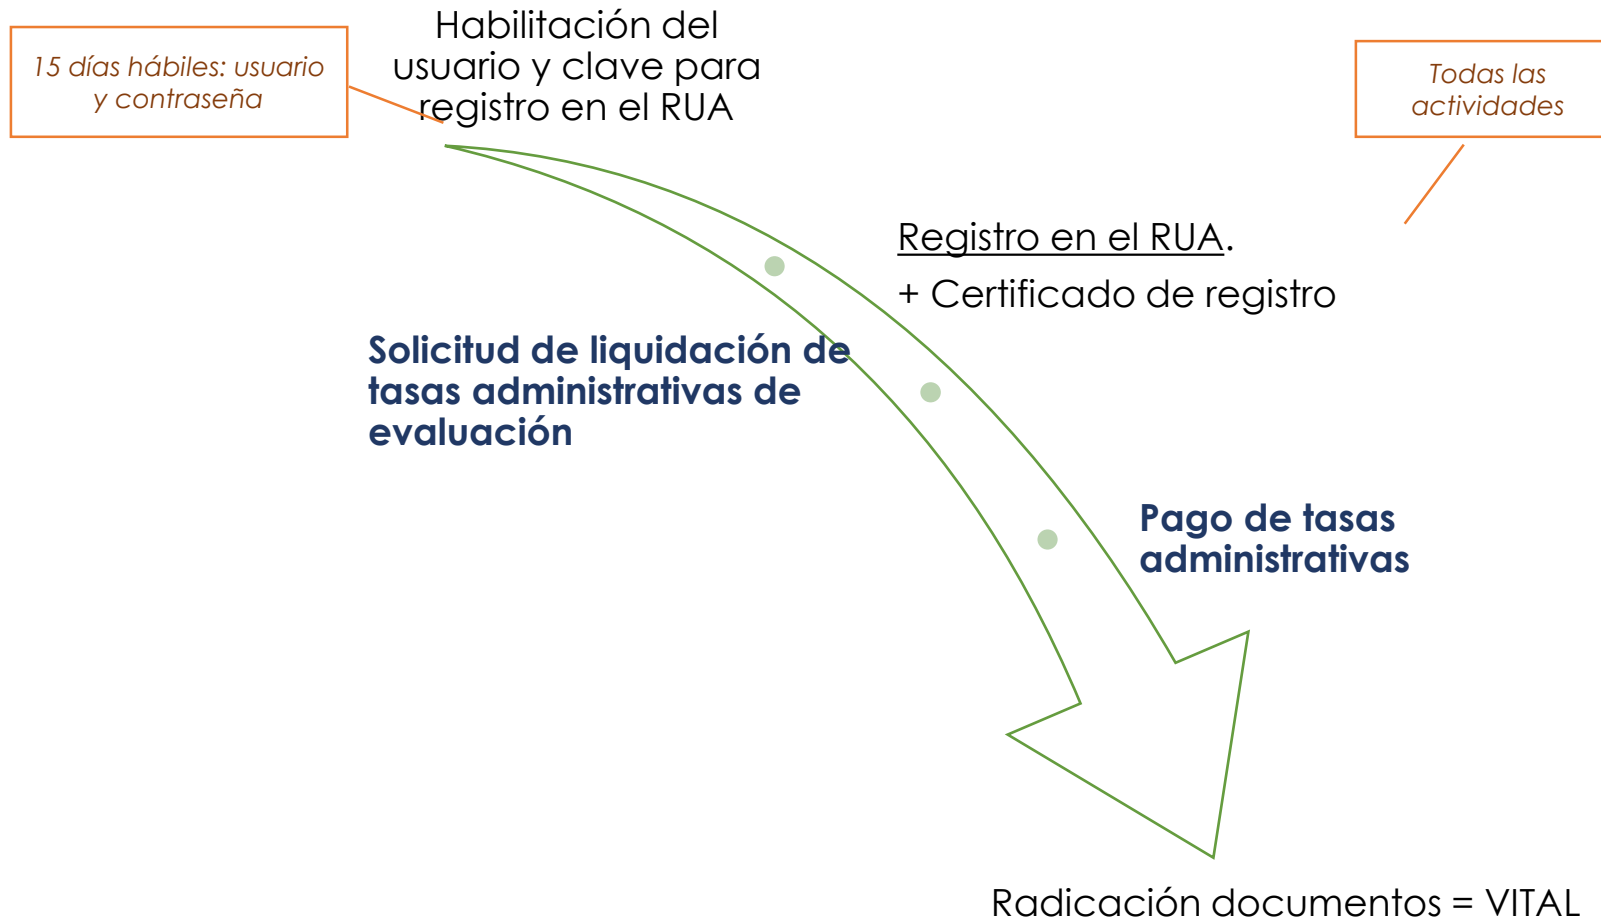 15 días hábiles: usuario
y contraseña
Habilitación del
usuario y clave para
registro en el RUA
Todas las
actividades
Registro en el RUA.
+ Certificado de registro
Solicitud de liquidación de
tasas administrativas de
evaluación
Pago de tasas
administrativas
Radicación documentos = VITAL